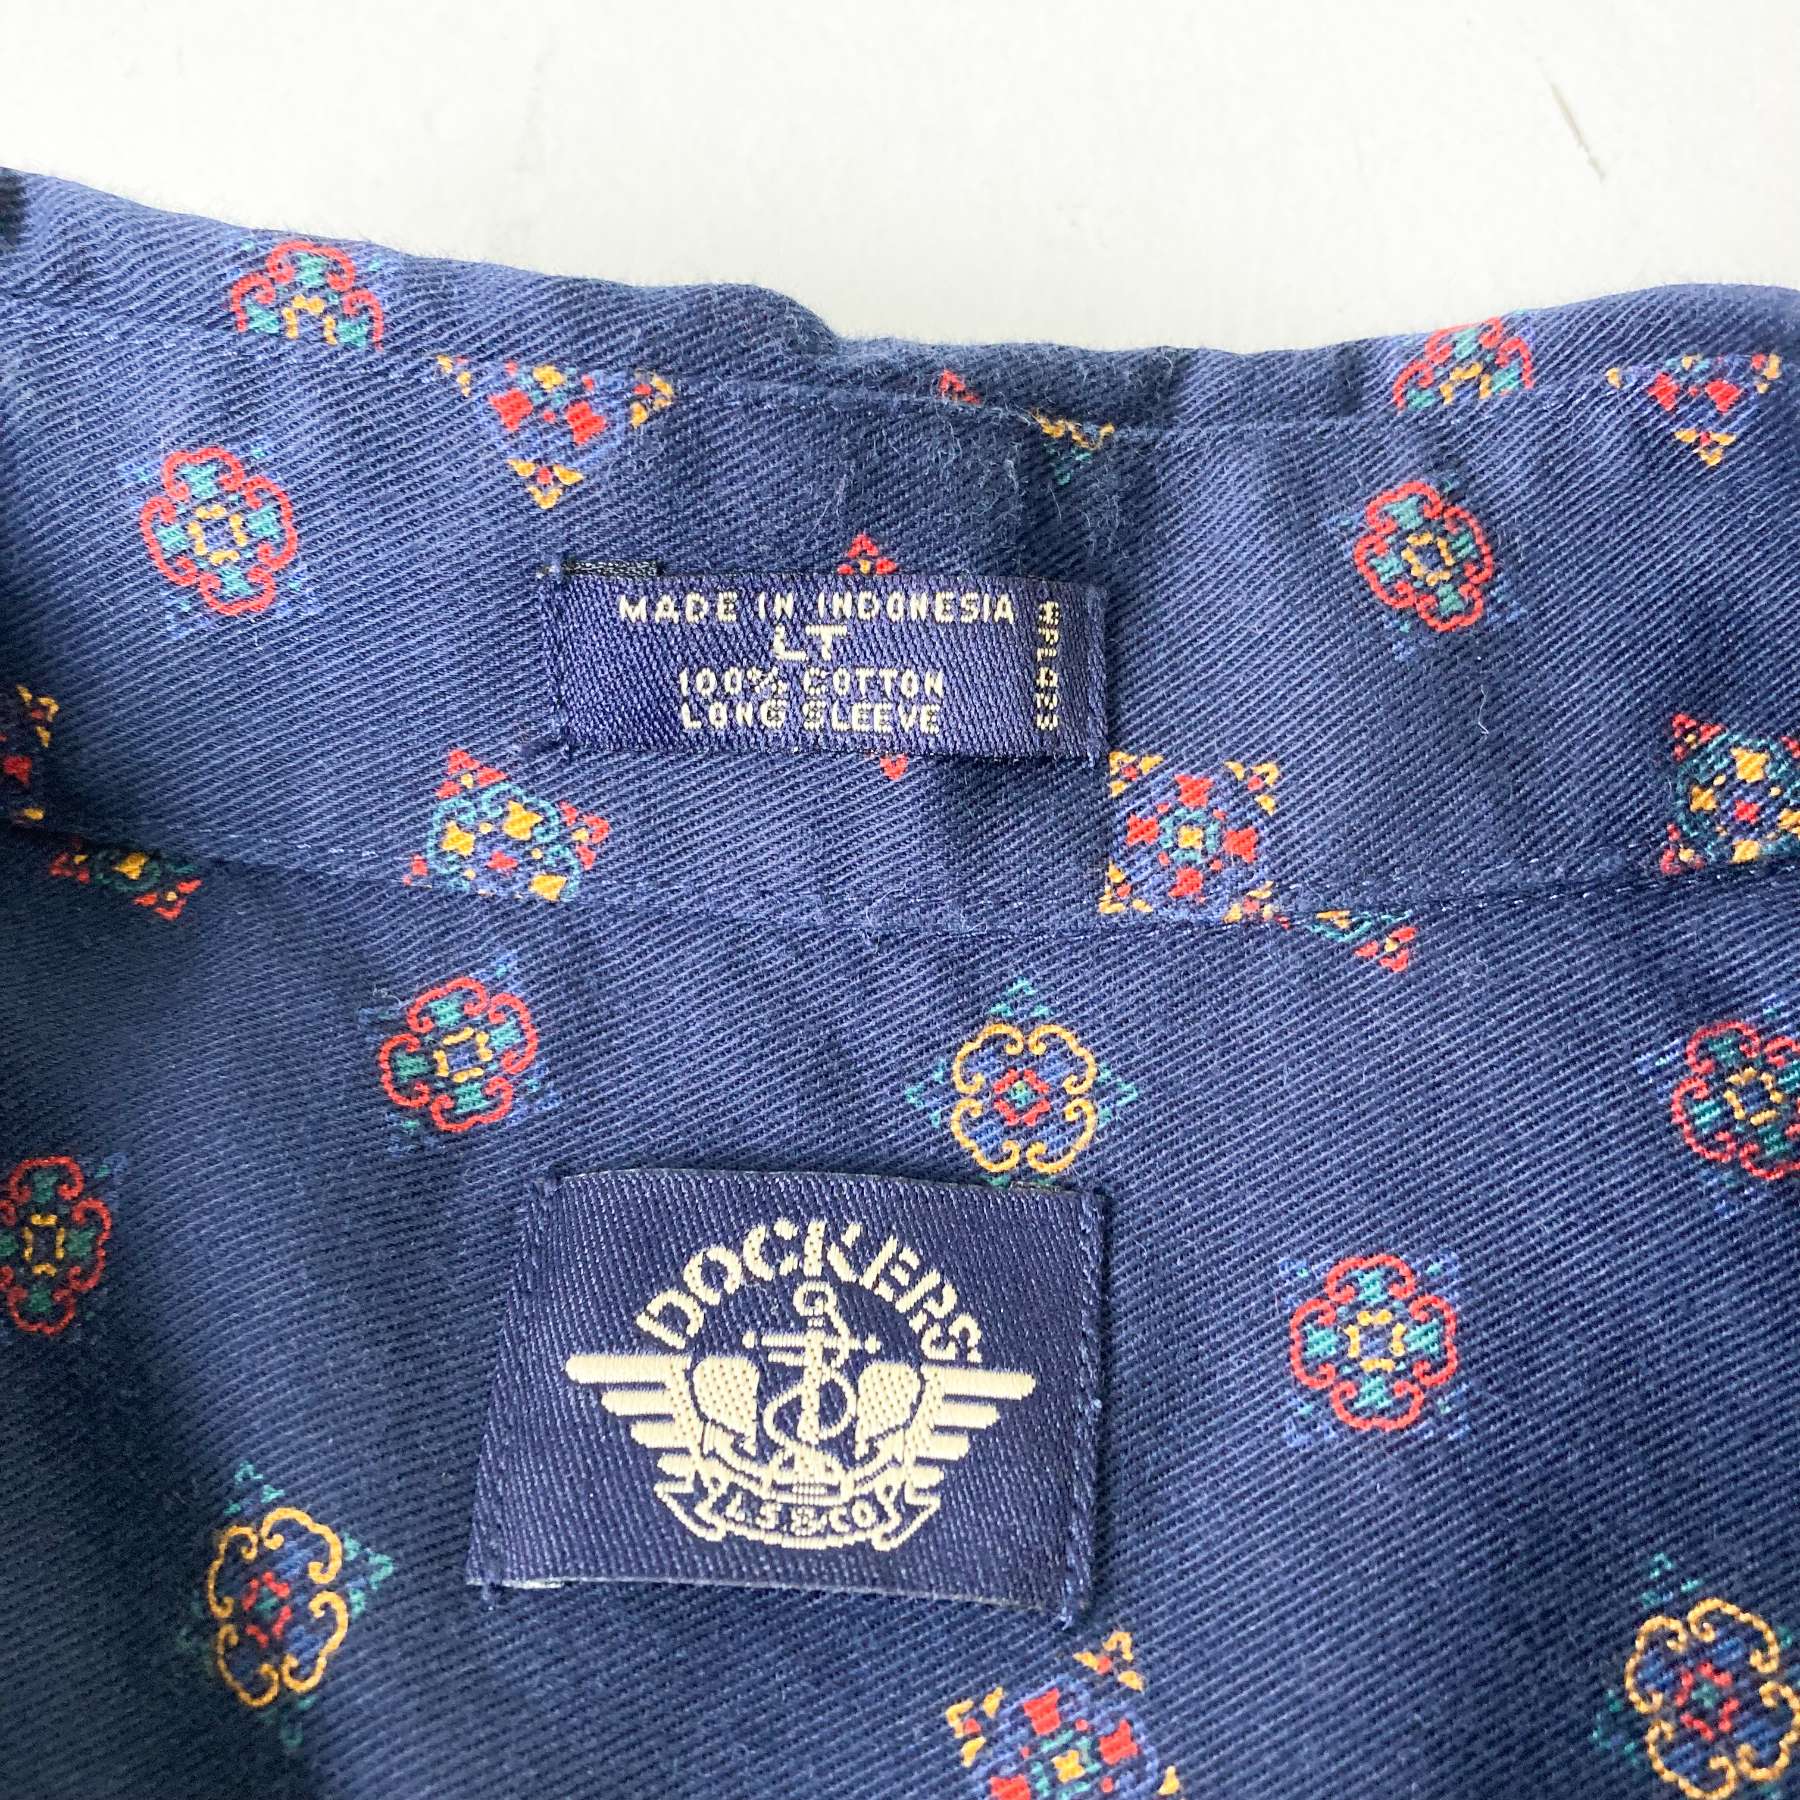 MADE IN INDONESIA
LT
100% COTTON
LONG SLEEVE
DOCKERS
L.S.&CO.